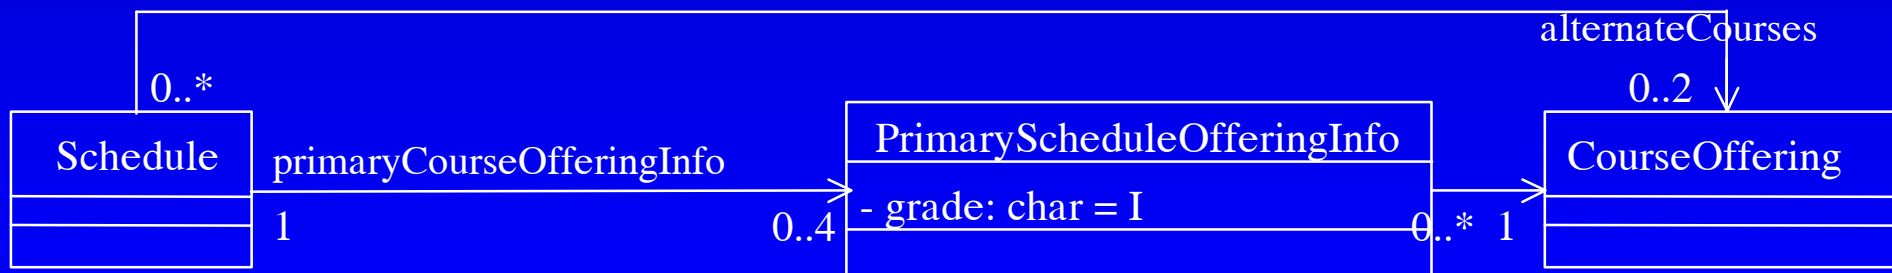 alternateCourses
0..*
0..2
Schedule
primaryCourseOfferingInfo
1
0..4
PrimaryScheduleOfferingInfo
- grade: char = I
0..*
1
CourseOffering